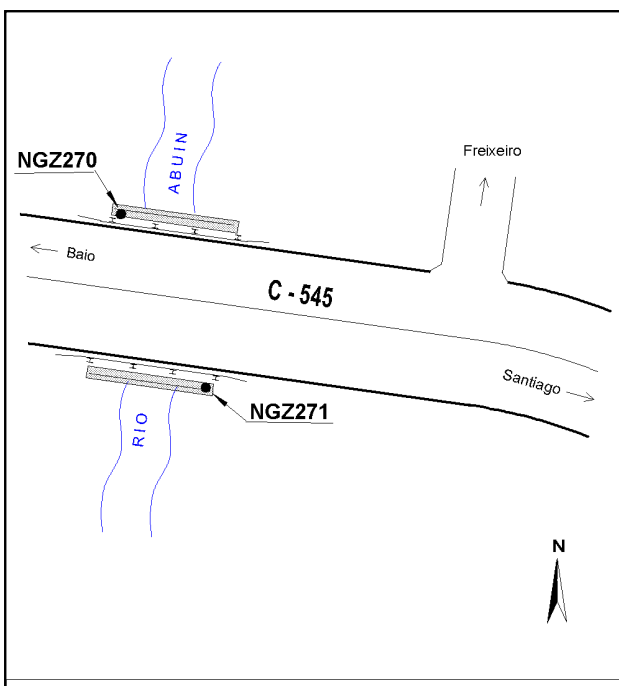 ABUIN
NGZ270
Freixeiro
Baio
C - 545
Santiago
NGZ271
RIO
N